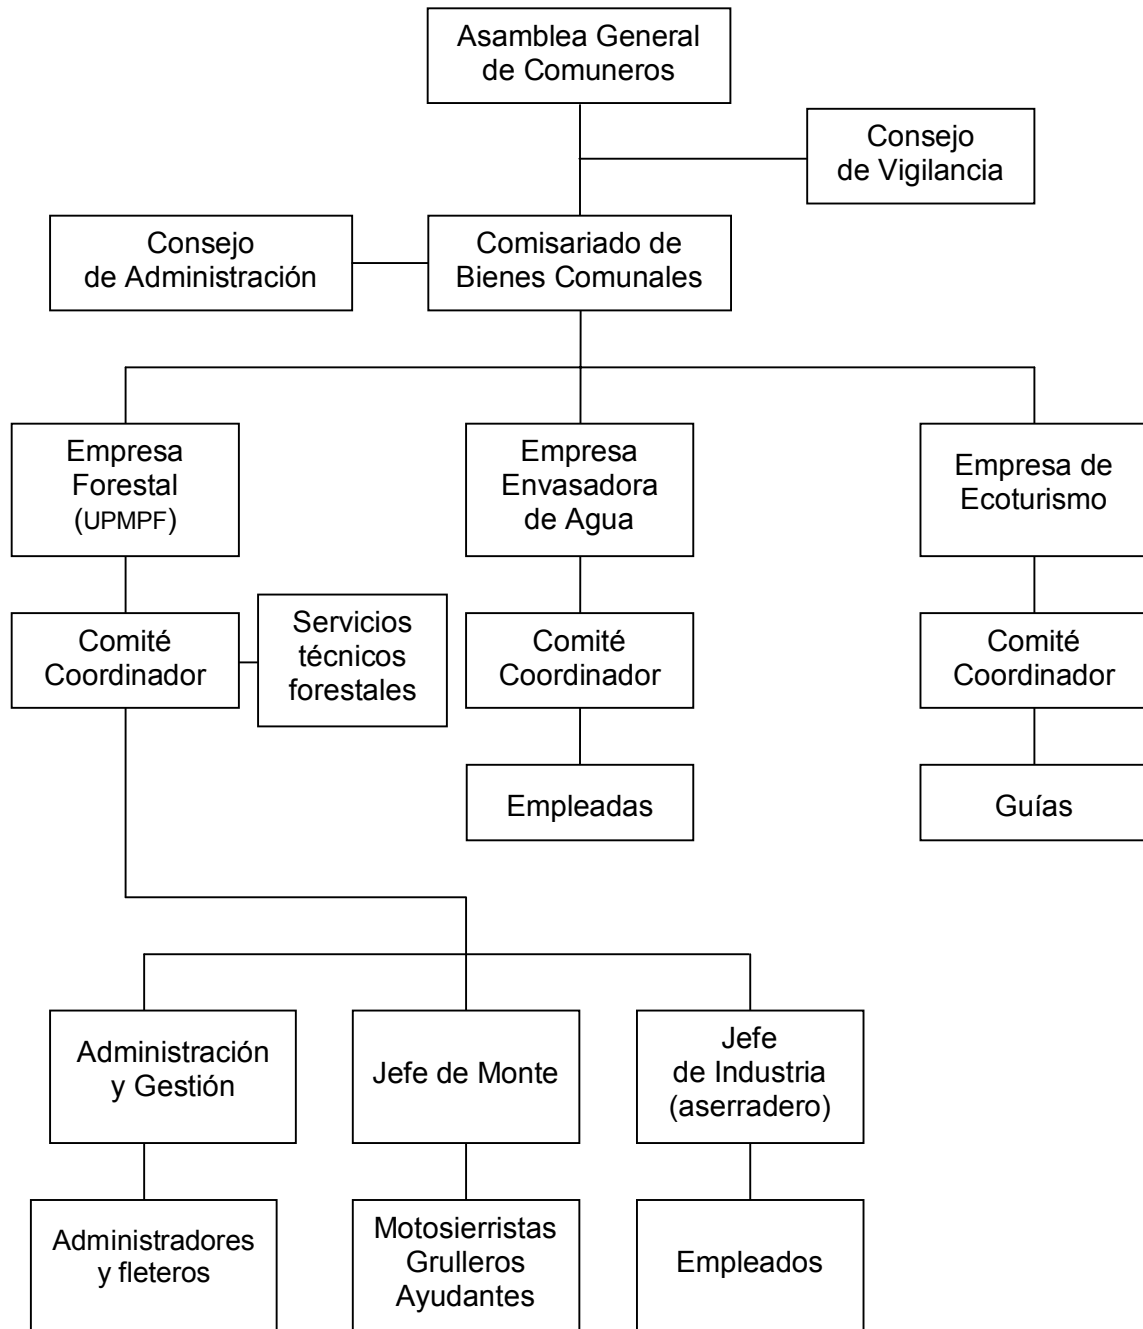 Asamblea General
de Comuneros
Consejo
de Vigilancia
Consejo
de Administración
Comisariado de
Bienes Comunales
Empresa
Forestal
(UPMPF)
Empresa
Envasadora
de Agua
Empresa de
Ecoturismo
Comité
Coordinador
Servicios
técnicos
forestales
Comité
Coordinador
Comité
Coordinador
Empleadas
Guías
Administración
y Gestión
Jefe de Monte
Jefe
de Industria
(aserradero)
Administradores
y fleteros
Motosierristas
Grulleros
Ayudantes
Empleados